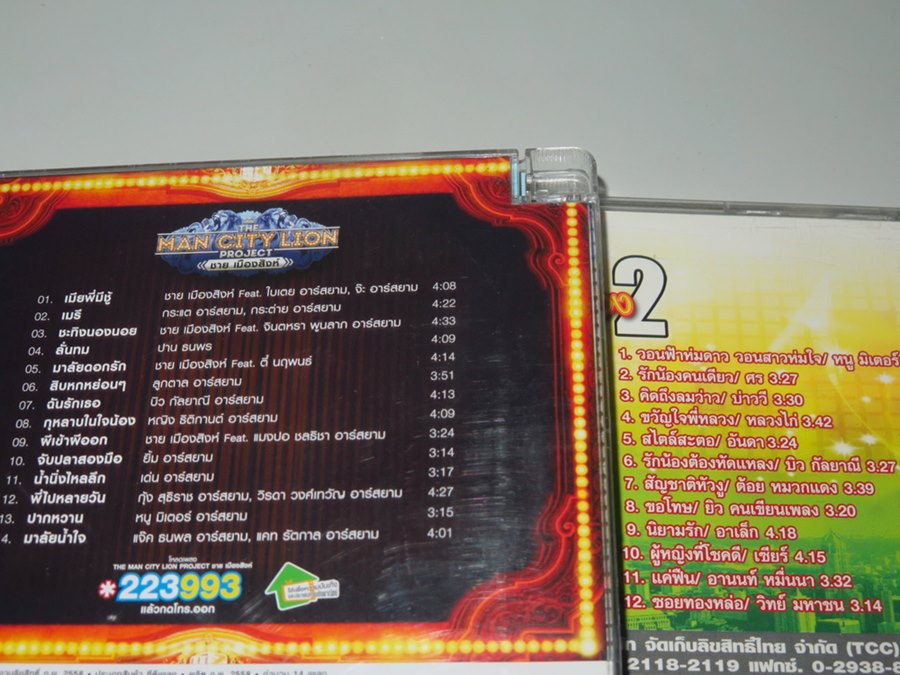 THE
MAN CITY LION
PROJECT
ชาย เมืองสิงห์
01. เมียพี่มีชู้ ชาย เมืองสิงห์ Feat. ใบเตย อาร์สยาม, จ๊ะ อาร์สยาม 4:08
02. เมรี กระแต อาร์สยาม, กระต่าย อาร์สยาม 4:22
03. ชะทิงนองนอย ชาย เมืองสิงห์ Feat. จินตหรา พูนลาภ อาร์สยาม 4:33
04. ลั่นทม ปาน ธนพร 4:09
05. มาลัยดอกรัก ชาย เมืองสิงห์ Feat. ตี๋ นฤพนธ์ 4:14
06. สิบหกหย่อนๆ ลูกตาล อาร์สยาม 3:51
07. ฉันรักเธอ บิว กัลยาณี อาร์สยาม 4:13
08. กุหลาบในใจน้อง หญิง ธิติกานต์ อาร์สยาม 4:09
09. พี่เข้าพี่ออก ชาย เมืองสิงห์ Feat. แมงปอ ชลธิชา อาร์สยาม 3:24
10. จับปลาสองมือ ยิ้ม อาร์สยาม 3:14
11. น้ำนิ่งไหลลึก เด่น อาร์สยาม 3:17
12. พี่ไปหลายวัน กุ้ง สุธิราช อาร์สยาม, วิรดา วงศ์เทวัญ อาร์สยาม 4:27
13. ปากหวาน หนู มิเตอร์ อาร์สยาม 3:15
4. มาลัยน้ำใจ แจ๊ค ธนพล อาร์สยาม, แคท รัตกาล อาร์สยาม 4:01
โหลดเพลง
THE MAN CITY LION PROJECT ชาย เมืองสิงห์
*223993
แล้วกดโทร.ออก
2
1. วอนฟ้าห่มดาว วอนสาวห่มใจ/ หนู มิเตอร์
2. รักน้องคนเดียว/ ศร 3.27
3. คิดถึงลมว่าว/ บ่าววี 3.30
4. ขวัญใจพี่หลวง/ หลวงไก่ 3.42
5. สไตล์สะตอ/ อันดา 3.24
6. รักน้องต้องหัดแหลง/ บิว กัลยาณี 3.27
7. สัญชาติหัวงู/ ต้อย หมวกแดง 3.39
8. ขอโทษ/ ยิว คนเขียนเพลง 3.20
9. นิยามรัก/ อาเล็ก 4.18
10. ผู้หญิงที่โชคดี/ เชียร์ 4.15
11. แค่ฝืน/ อานนท์ หมื่นนา 3.32
12. ซอยทองหล่อ/ วิทย์ มหาชน 3.14
จัดเก็บลิขสิทธิ์ไทย จำกัด (TCC)
2118-2119 แฟกซ์. 0-2938-8